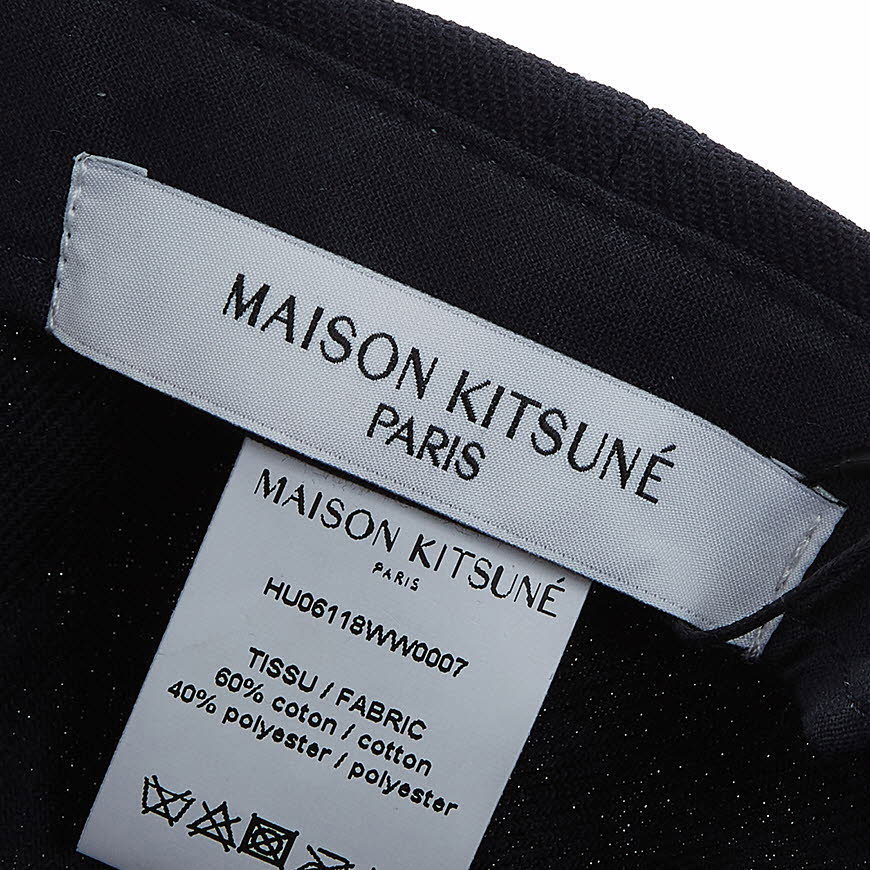 MAISON KITSUNÉ
PARIS
MAISON KITSUNÉ
PARIS
HU06118WW0007
TISSU / FABRIC
60% coton / cotton
40% polyester / polyester